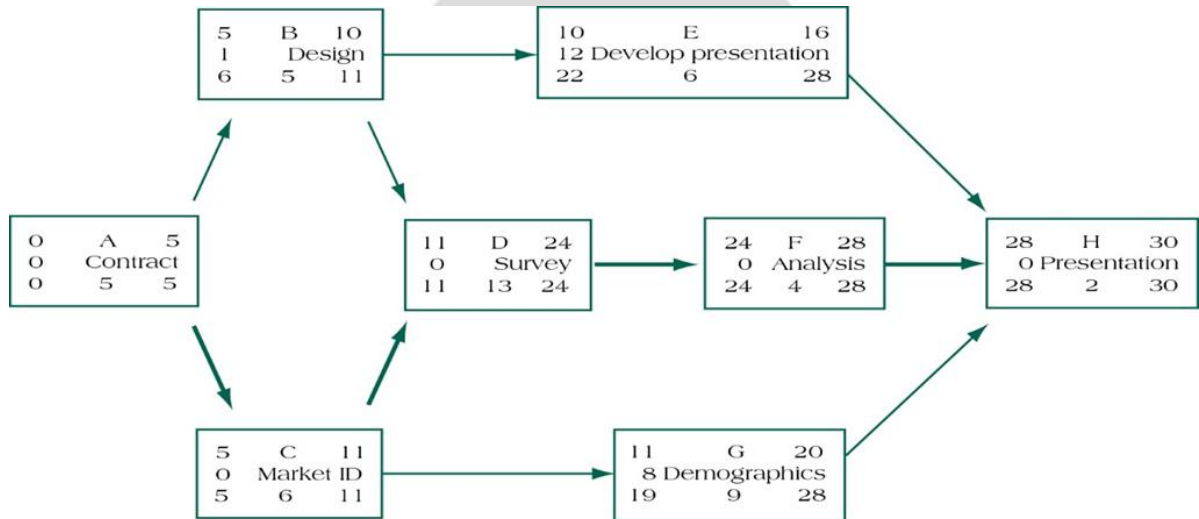 5 B 10
1 Design
6 5 11
10 E 16
12 Develop presentation
22 6 28
0 A 5
0 Contract
0 5 5
11 D 24
0 Survey
11 13 24
24 F 28
0 Analysis
24 4 28
28 H 30
0 Presentation
28 2 30
5 C 11
0 Market ID
5 6 11
11 G 20
8 Demographics
19 9 28